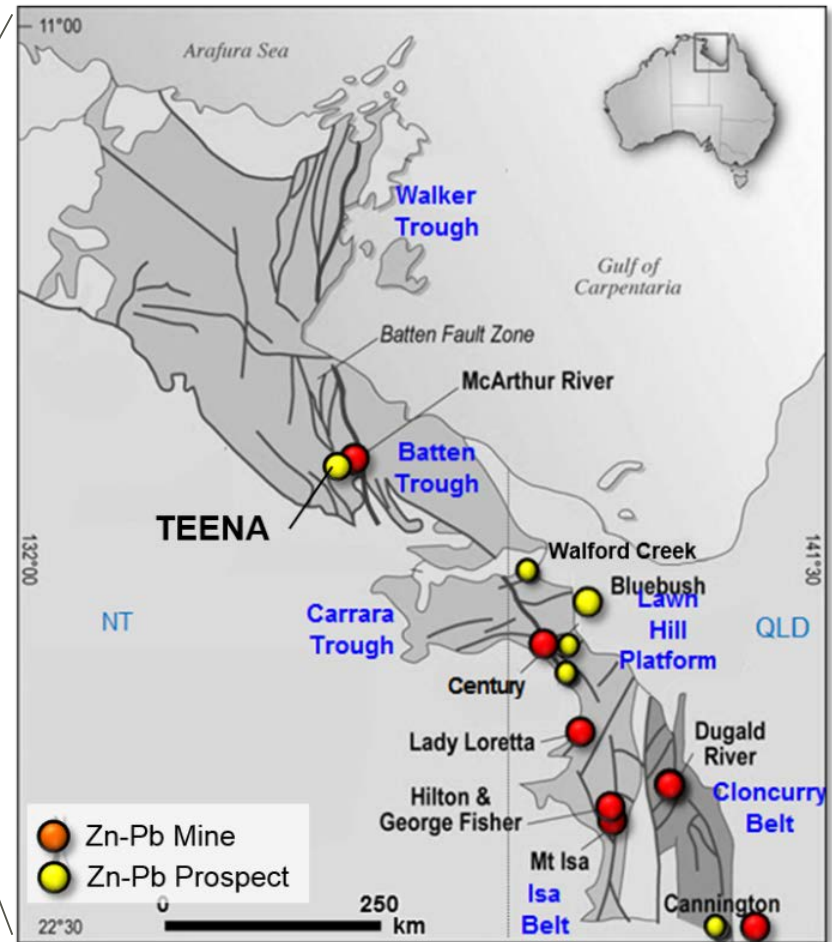 11°00
Arafura Sea
Walker
Trough
Gulf of
Carpentaria
Batten Fault Zone
McArthur River
Batten
Trough
TEENA
132°00
141°30
Walford Creek
Bluebush
Lawn
Hill
Platform
Carrara
Trough
NT
QLD
Century
Lady Loretta
Dugald
River
Hilton &
George Fisher
Cloncurry
Belt
Mt Isa
Isa
Belt
Cannington
Zn-Pb Mine
Zn-Pb Prospect
0 250
km
22°30